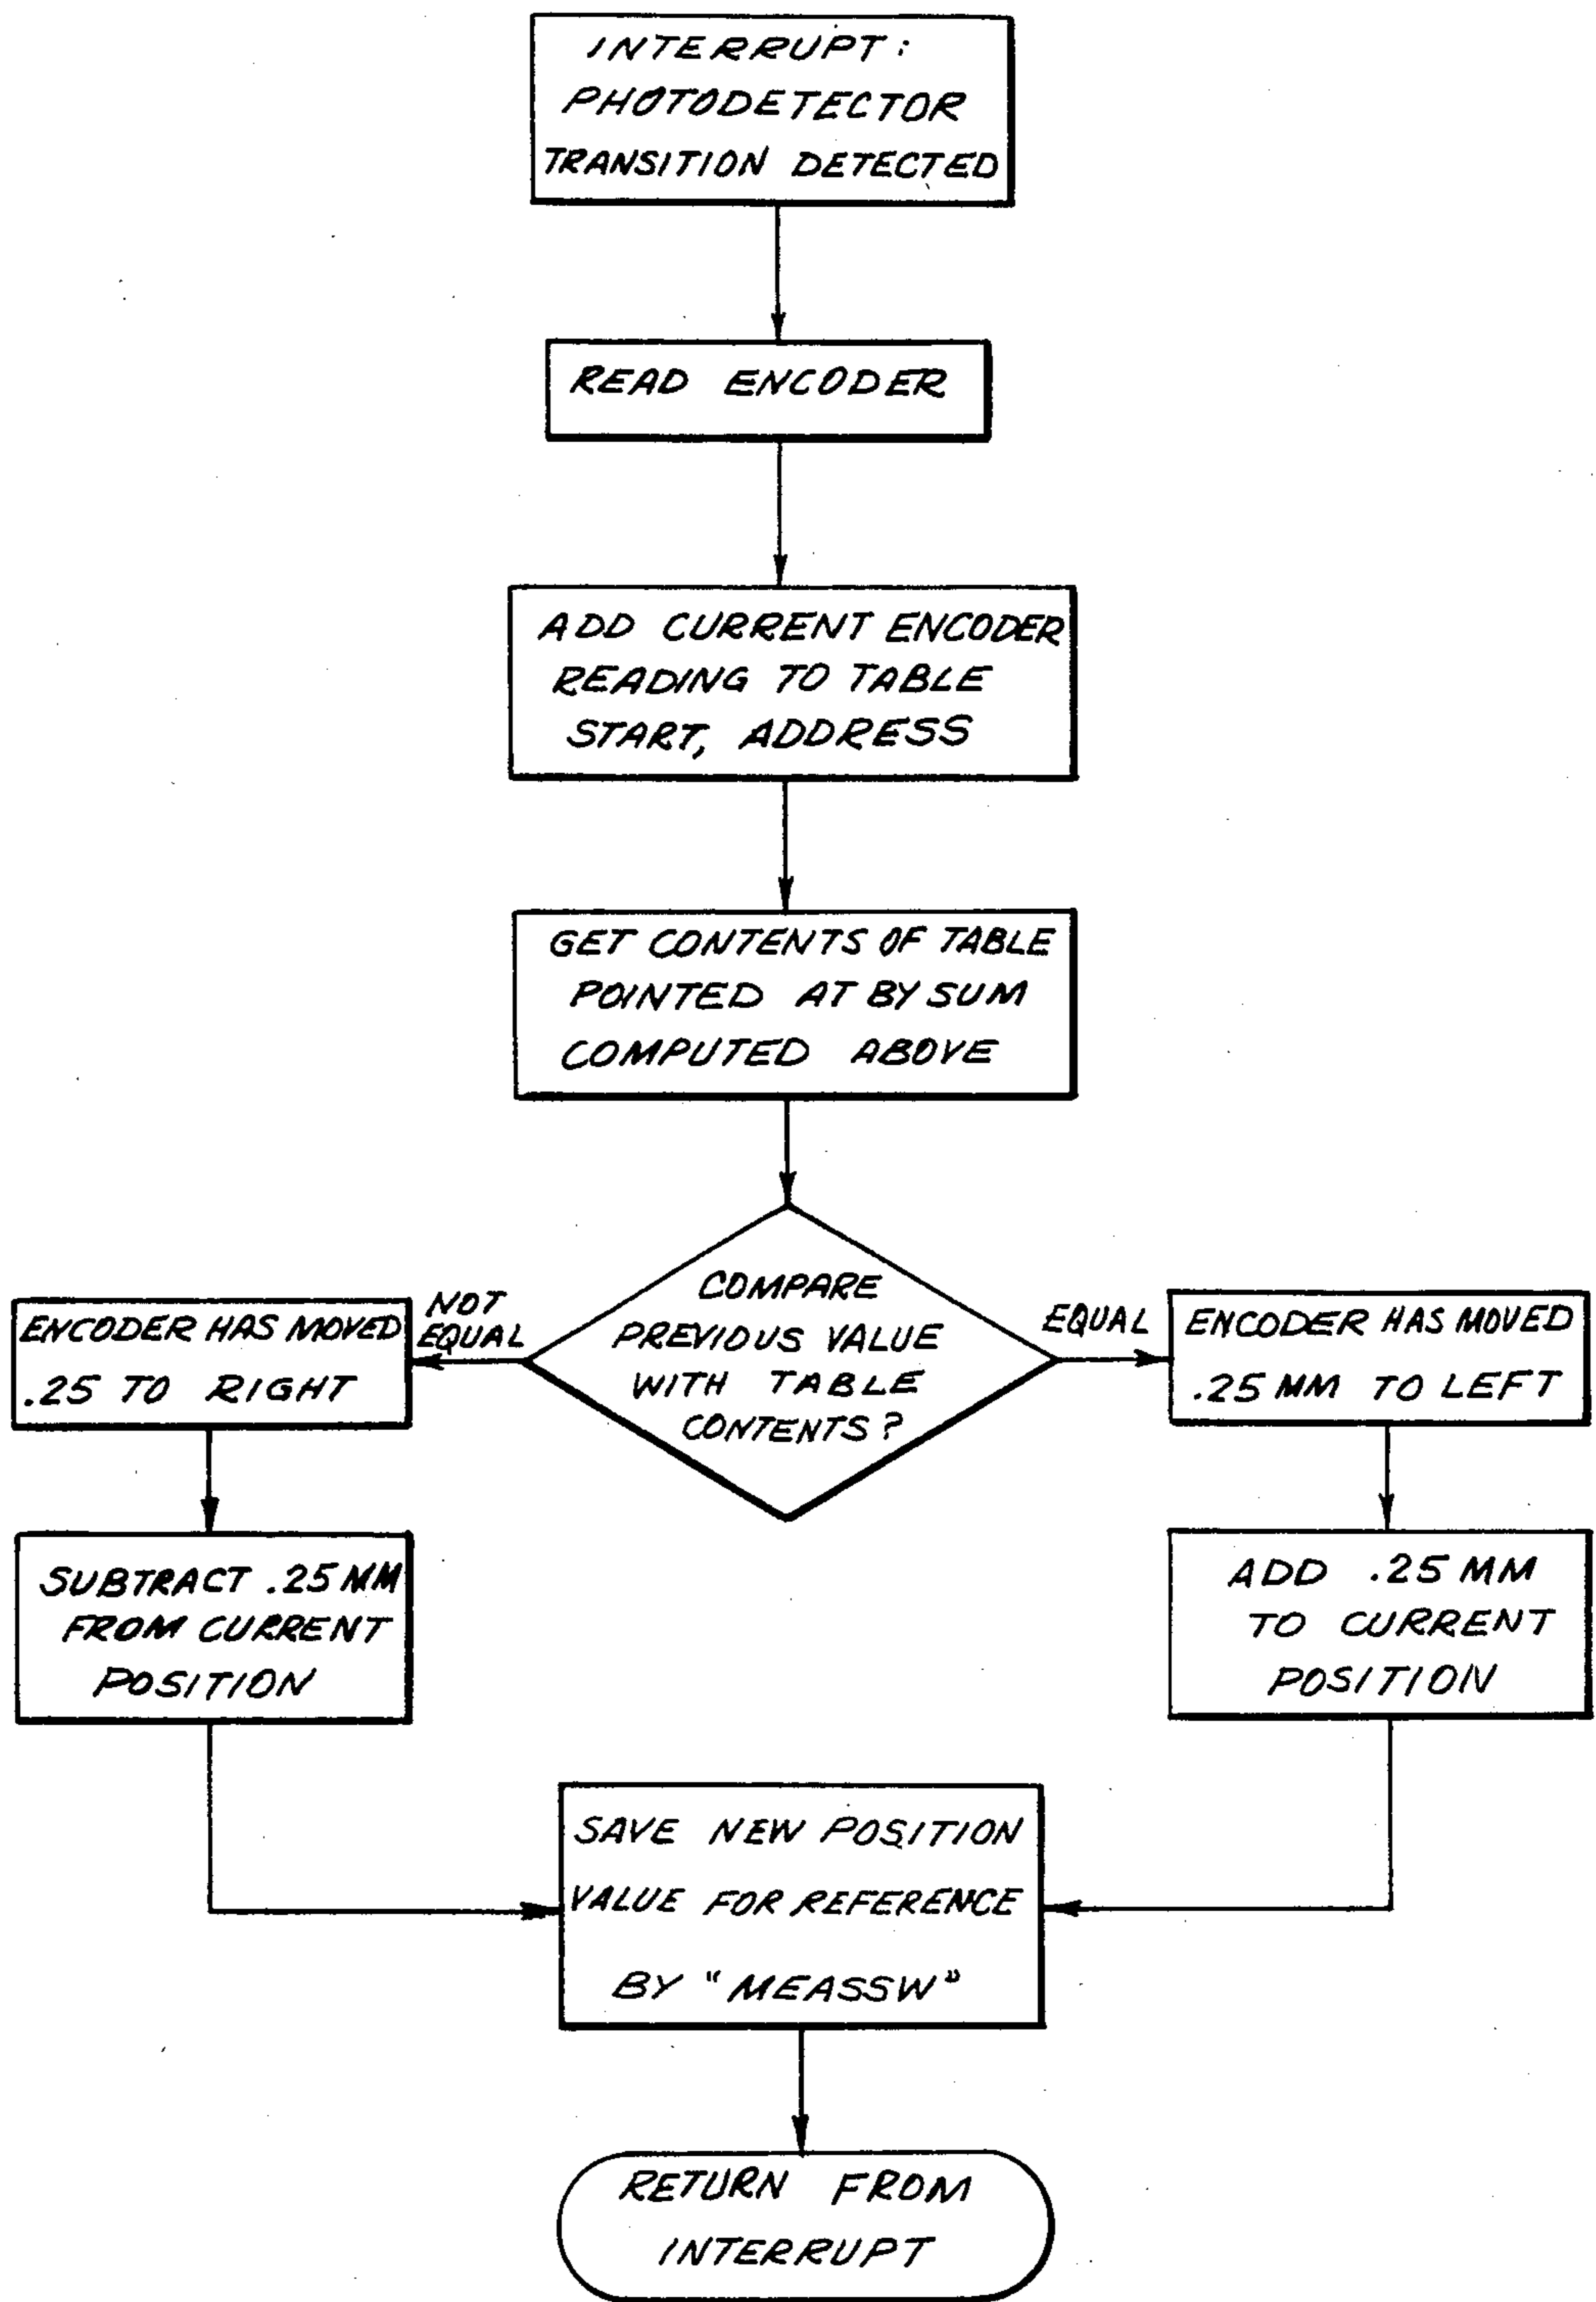 INTERRUPT:
PHOTODETECTOR
TRANSITION DETECTED
READ ENCODER
ADD CURRENT ENCODER
READING TO TABLE
START, ADDRESS
GET CONTENTS OF TABLE
POINTED AT BY SUM
COMPUTED ABOVE
COMPARE
PREVIOUS VALUE
WITH TABLE
CONTENTS?
NOT
EQUAL
ENCODER HAS MOVED
.25 TO RIGHT
SUBTRACT .25 MM
FROM CURRENT
POSITION
EQUAL
ENCODER HAS MOVED
.25 MM TO LEFT
ADD .25 MM
TO CURRENT
POSITION
SAVE NEW POSITION
VALUE FOR REFERENCE
BY "MEASSW"
RETURN FROM
INTERRUPT